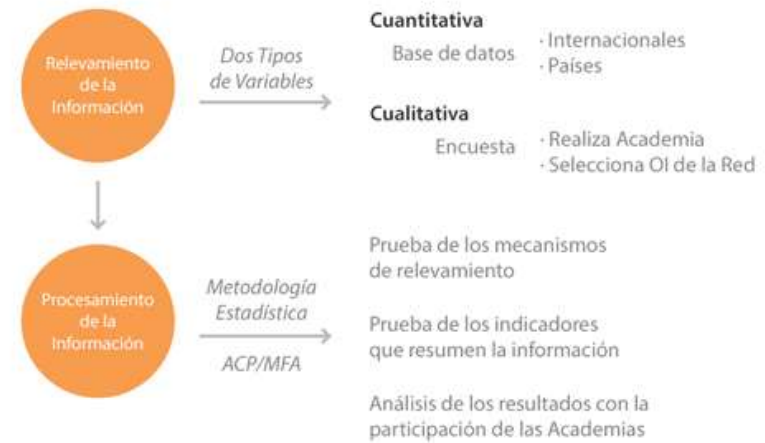 Relevamiento
de la
Información
Dos Tipos
de Variables
Cuantitativa
Base de datos
· Internacionales
· Países
Cualitativa
Encuesta
· Realiza Academia
· Selecciona OI de la Red
Procesamiento
de la
Información
Metodología
Estadística
ACP/MFA
Prueba de los mecanismos
de relevamiento
Prueba de los indicadores
que resumen la información
Análisis de los resultados con la
participación de las Academias